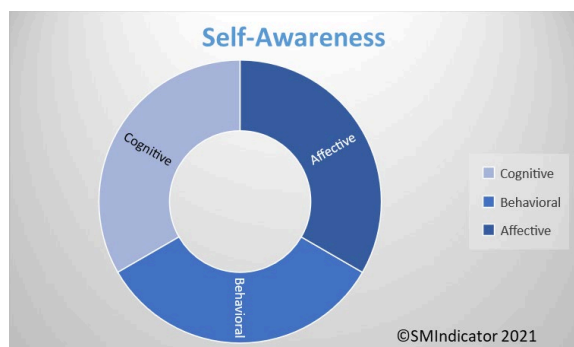 Self-Awareness
Cognitive
Affective
Behavioral
Cognitive
Behavioral
Affective
©SMIndicator 2021